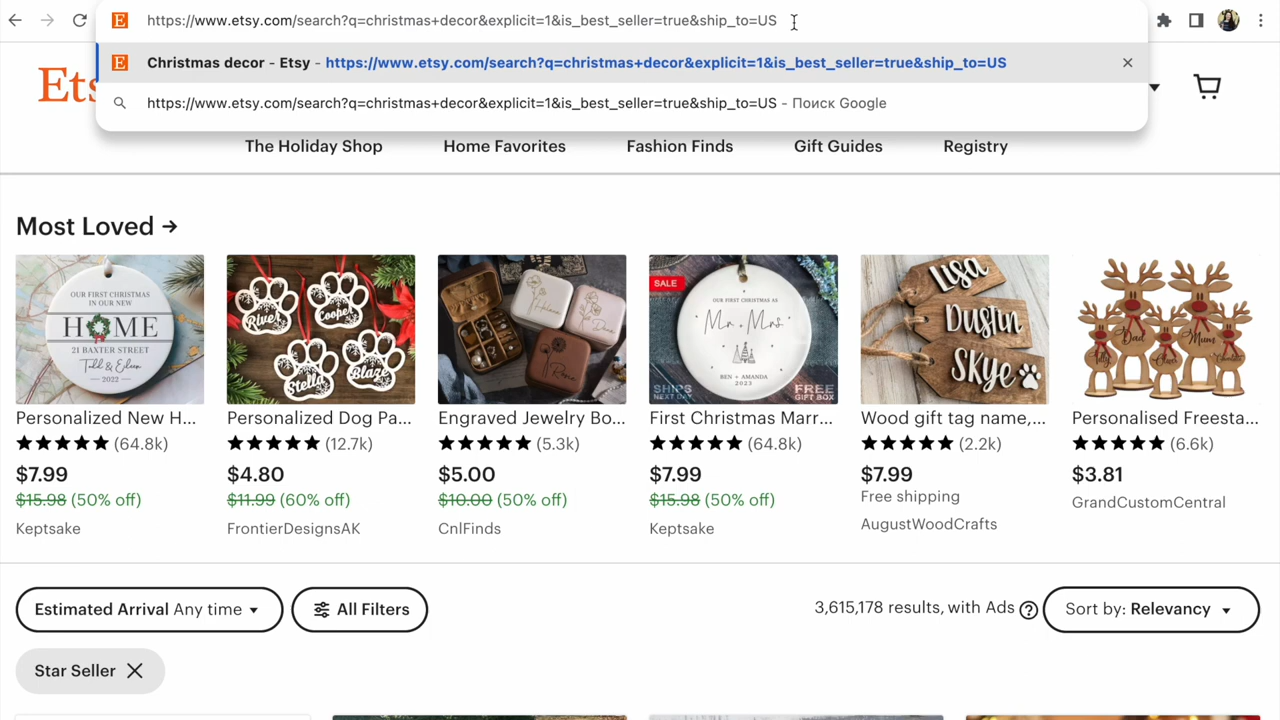 https://www.etsy.com/search?q=christmas+decor&explicit=1&is_best_seller=true&ship_to=US
Christmas decor - Etsy - https://www.etsy.com/search?q=christmas+decor&explicit=1&is_best_seller=true&ship_to=US
https://www.etsy.com/search?q=christmas+decor&explicit=1&is_best_seller=true&ship_to=US - Поиск Google
The Holiday Shop Home Favorites Fashion Finds Gift Guides Registry
Most Loved →
OUR FIRST CHRISTMAS
IN OUR NEW
HOME
21 BAXTER STREET
Todd & Eileen
2022
River
Cooper
Stella
Blaze
SALE
OUR FIRST CHRISTMAS AS
Mr. & Mrs.
BEN + AMANDA
2023
SHIPS
NEXT DAY
FREE
GIFT BOX
Lisa
Dustin
SKye
Dad
Mum
Personalized New H...
★★★★★ (64.8k)
$7.99
$15.98 (50% off)
Keptsake
Personalized Dog Pa...
★★★★★ (12.7k)
$4.80
$11.99 (60% off)
FrontierDesignsAK
Engraved Jewelry Bo...
★★★★★ (5.3k)
$5.00
$10.00 (50% off)
CnlFinds
First Christmas Marr...
★★★★★ (64.8k)
$7.99
$15.98 (50% off)
Keptsake
Wood gift tag name,...
★★★★★ (2.2k)
$7.99
Free shipping
AugustWoodCrafts
Personalised Freesta...
★★★★★ (6.6k)
$3.81
GrandCustomCentral
Estimated Arrival Any time
All Filters
3,615,178 results, with Ads ?
Sort by: Relevancy
Star Seller